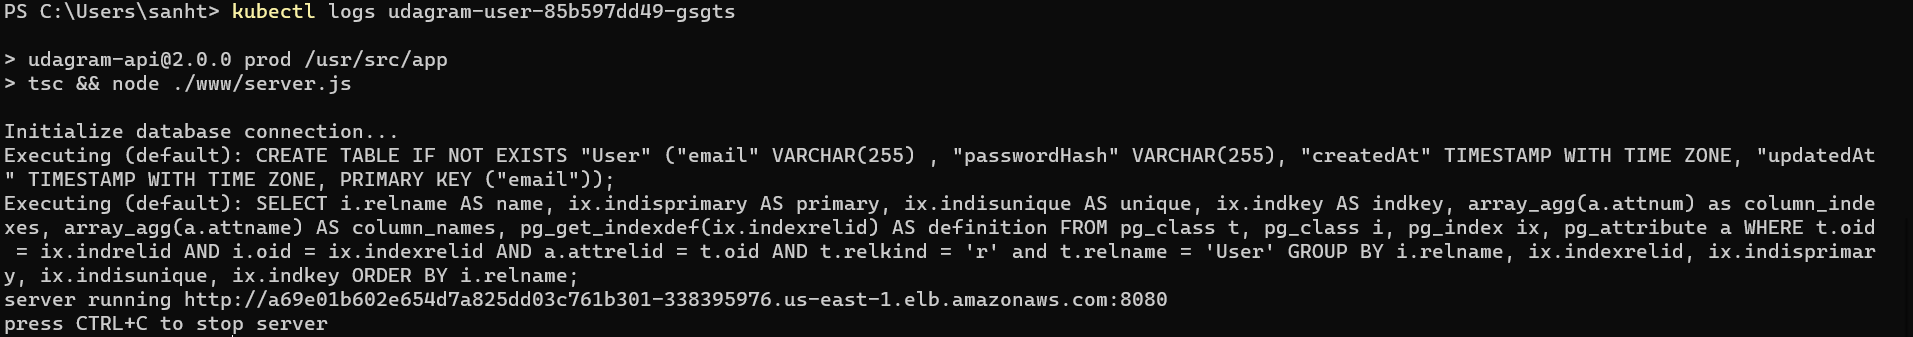 PS C:\Users\sanht> kubectl logs udagram-user-85b597dd49-gsgts
> udagram-api@2.0.0 prod /usr/src/app
> tsc && node ./www/server.js
Initialize database connection...
Executing (default): CREATE TABLE IF NOT EXISTS "User" ("email" VARCHAR(255) , "passwordHash" VARCHAR(255), "createdAt" TIMESTAMP WITH TIME ZONE, "updatedAt
" TIMESTAMP WITH TIME ZONE, PRIMARY KEY ("email"));
Executing (default): SELECT i.relname AS name, ix.indisprimary AS primary, ix.indisunique AS unique, ix.indkey AS indkey, array_agg(a.attnum) as column_inde
xes, array_agg(a.attname) AS column_names, pg_get_indexdef(ix.indexrelid) AS definition FROM pg_class t, pg_class i, pg_index ix, pg_attribute a WHERE t.oid
 = ix.indrelid AND i.oid = ix.indexrelid AND a.attrelid = t.oid AND t.relkind = 'r' and t.relname = 'User' GROUP BY i.relname, ix.indexrelid, ix.indisprimar
y, ix.indisunique, ix.indkey ORDER BY i.relname;
server running http://a69e01b602e654d7a825dd03c761b301-338395976.us-east-1.elb.amazonaws.com:8080
press CTRL+C to stop server